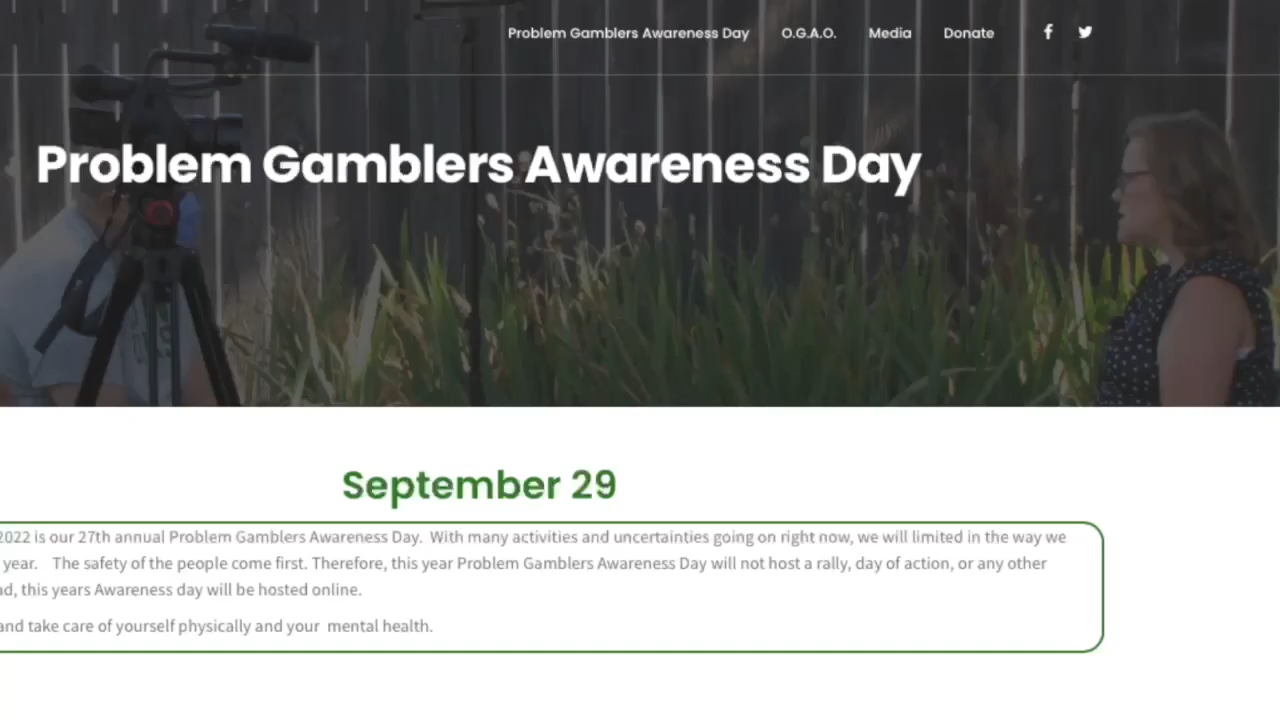 Problem Gamblers Awareness Day O.G.A.O. Media Donate
Problem Gamblers Awareness Day
September 29
2022 is our 27th annual Problem Gamblers Awareness Day. With many activities and uncertainties going on right now, we will limited in the way we
year. The safety of the people come first. Therefore, this year Problem Gamblers Awareness Day will not host a rally, day of action, or any other
this years Awareness day will be hosted online.
and take care of yourself physically and your mental health.